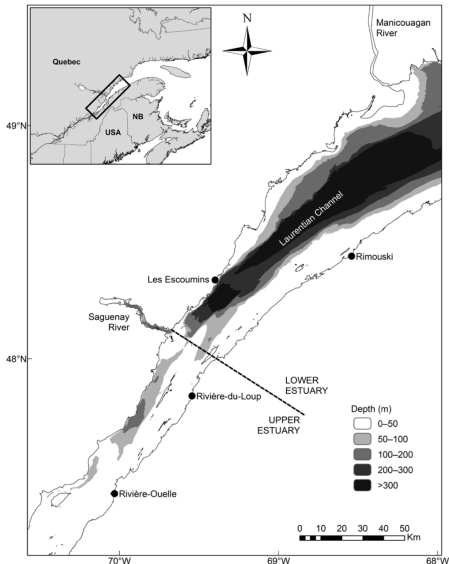 N
Manicouagan
River
Quebec
NB
USA
49°N
Laurentian Channel
Rimouski
Les Escoumins
Saguenay
River
48°N
LOWER
ESTUARY
UPPER
ESTUARY
Rivière-du-Loup
Depth (m)
0–50
50–100
100–200
200–300
>300
Rivière-Ouelle
0 10 20 30 40 50
Km
70°W
69°W
68°W